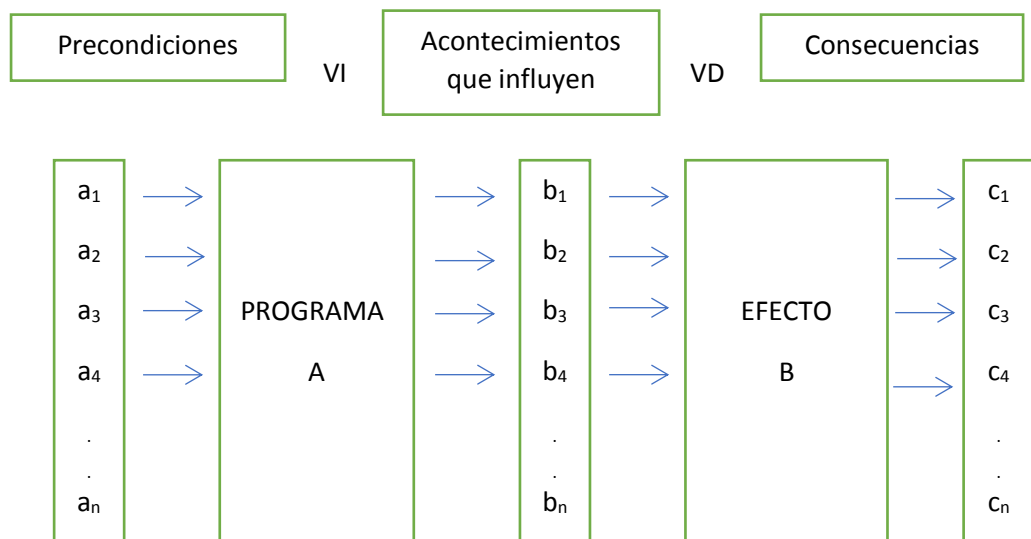 Precondiciones
VI
Acontecimientos
que influyen
VD
Consecuencias
a₁ b₁ c₁
a₂ b₂ c₂
a₃ PROGRAMA b₃ EFECTO c₃
a₄ A b₄ B c₄
. . .
. . .
aₙ bₙ cₙ